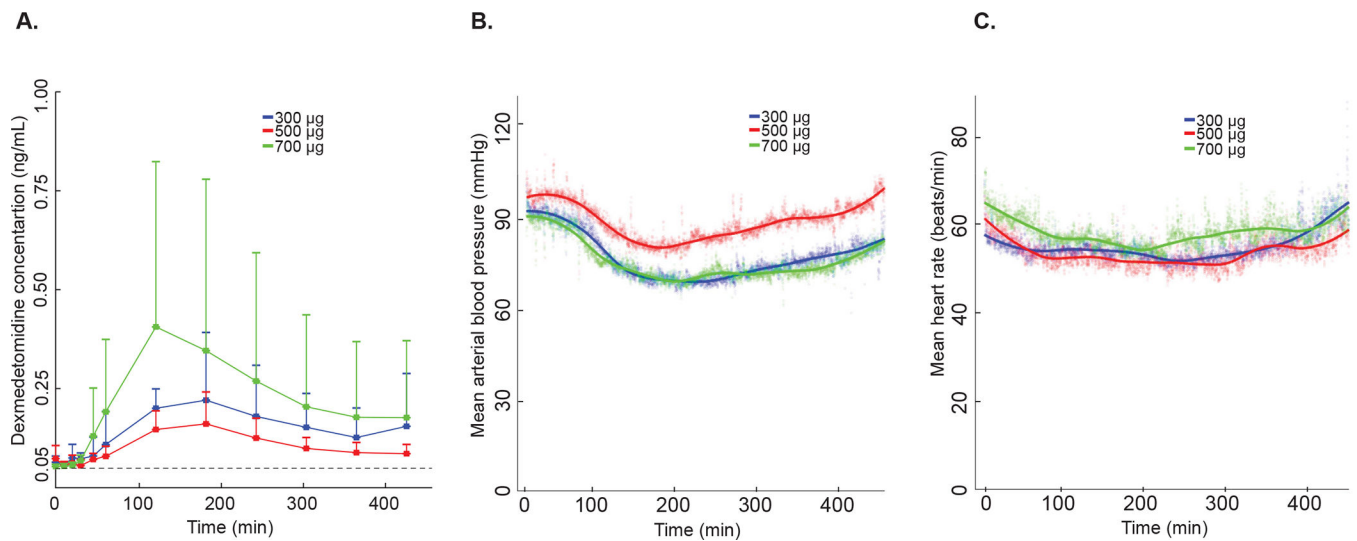 A.
Dexmedetomidine concentartion (ng/mL)
1.00
0.75
0.50
0.25
0.05
300 µg
500 µg
700 µg
0
100
200
300
400
Time (min)
B.
Mean arterial blood pressure (mmHg)
120
90
60
30
0
300 µg
500 µg
700 µg
0
100
200
300
400
Time (min)
C.
Mean heart rate (beats/min)
80
60
40
20
0
300 µg
500 µg
700 µg
0
100
200
300
400
Time (min)